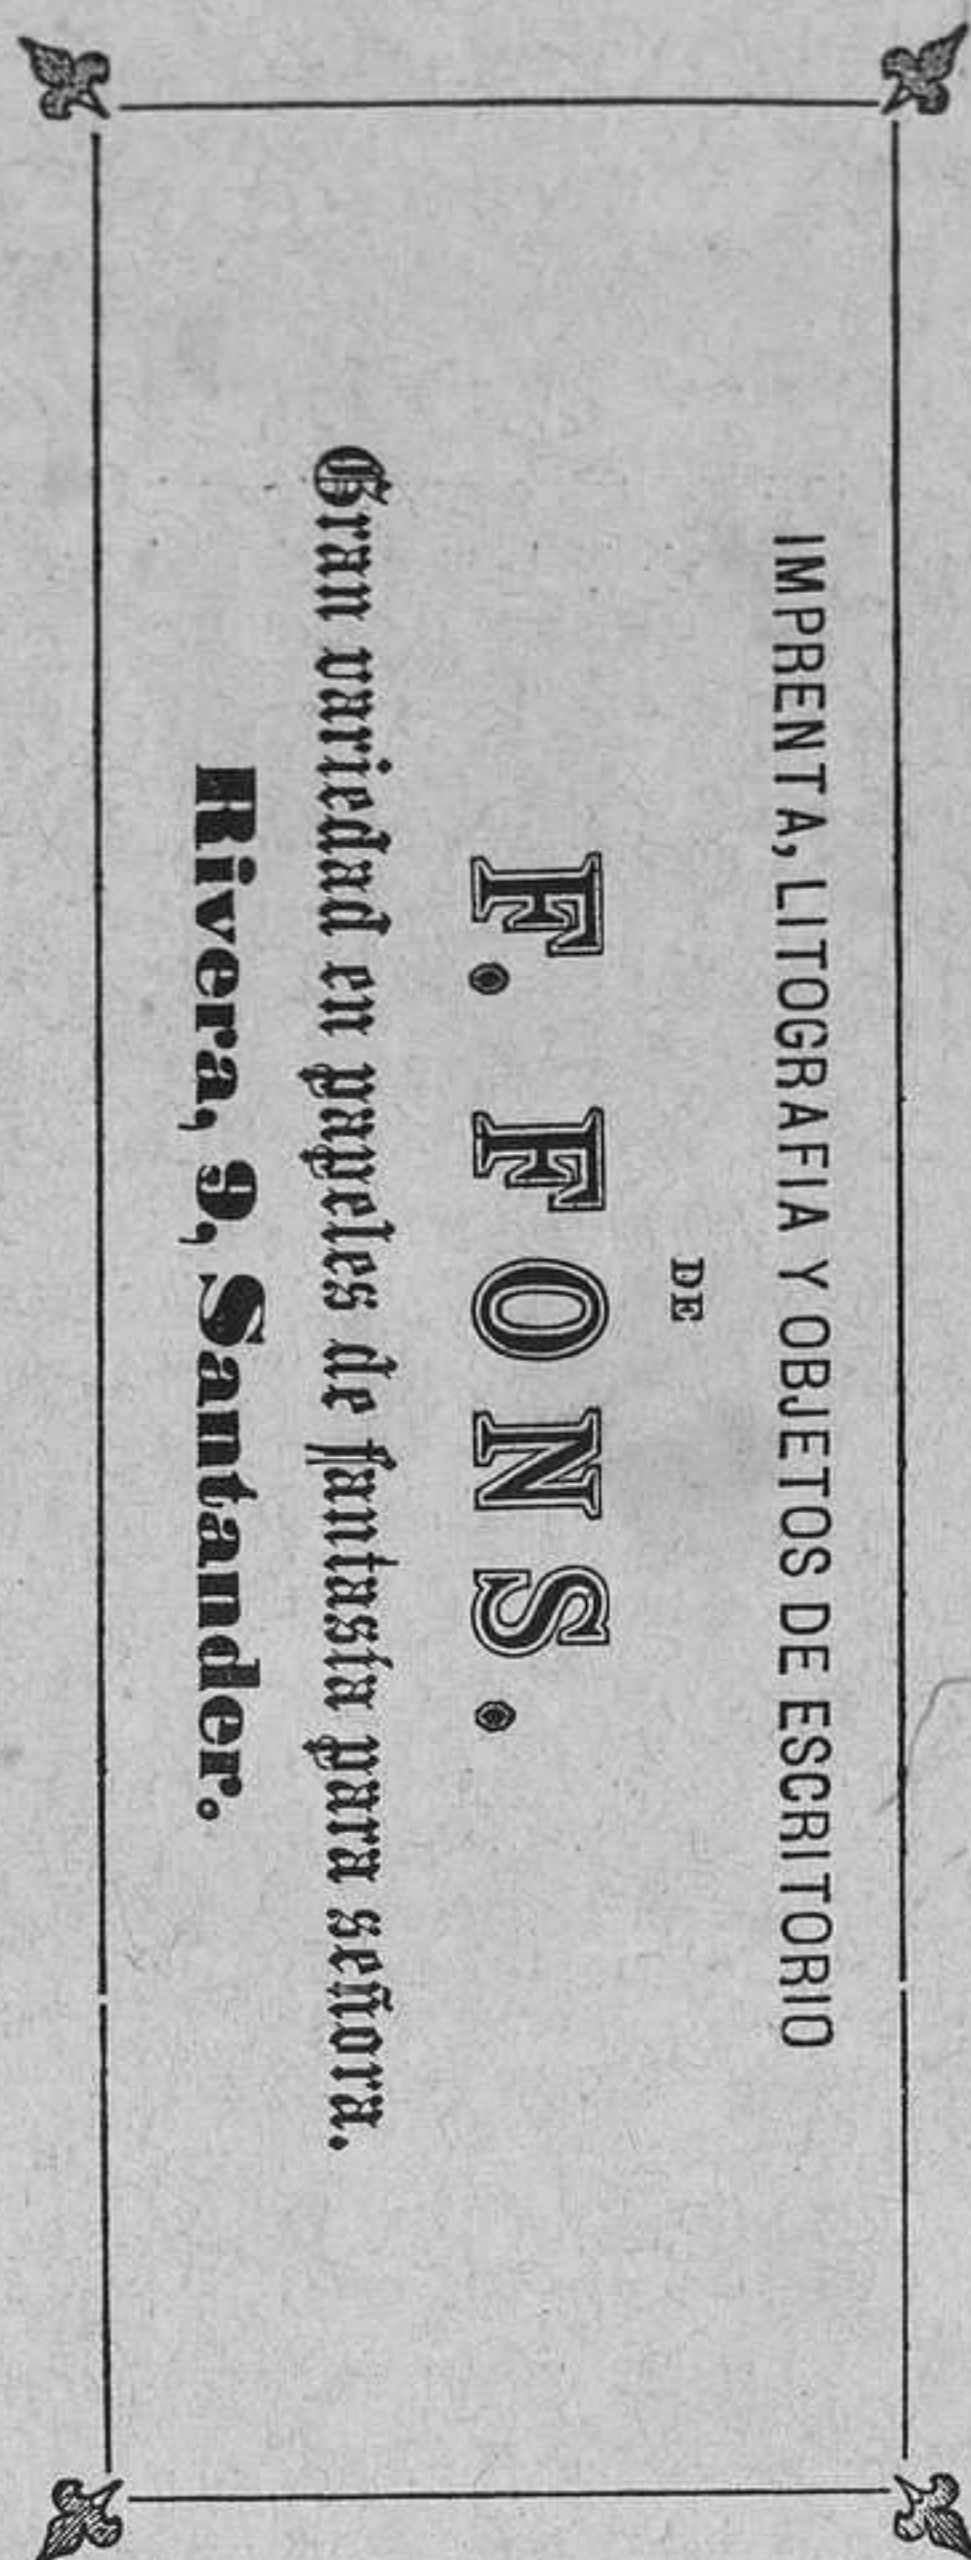 IMPRENTA, LITOGRAFIA Y OBJETOS DE ESCRITORIO
DE
F. FONS.
Gran variedad en papeles de fantasía para señora.
Rivera, 9, Santander.